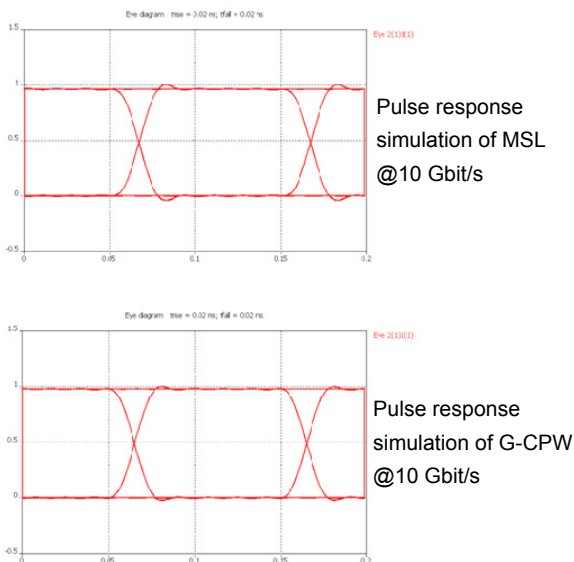 Eye diagram trise = 0.02 ns; tfall = 0.02 ns
Eye 2(1)1(1)
1.5
1
0.5
0
-0.5
0
0.05
0.1
0.15
0.2
Pulse response
simulation of MSL
@10 Gbit/s
Eye diagram trise = 0.02 ns; tfall = 0.02 ns
Eye 2(1)1(1)
1.5
1
0.5
0
-0.5
0
0.05
0.1
0.15
0.2
Pulse response
simulation of G-CPW
@10 Gbit/s